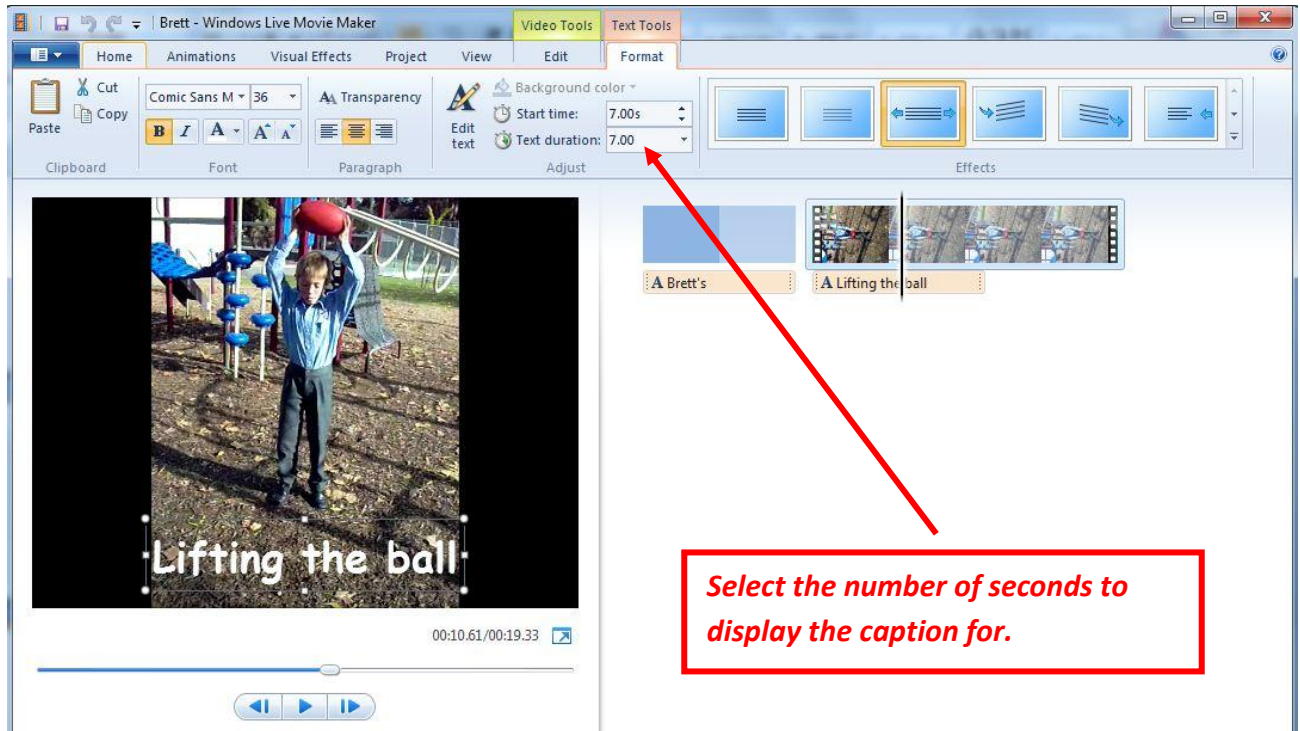 Brett - Windows Live Movie Maker
Video Tools
Text Tools
Home
Animations
Visual Effects
Project
View
Edit
Format
Paste
Cut
Copy
Clipboard
Comic Sans M
36
B I A A A
Font
AA Transparency
Paragraph
Edit
text
Background color
Start time: 7.00s
Text duration: 7.00
Adjust
Effects
A Brett's
A Lifting the ball
Lifting the ball
00:10.61/00:19.33
Select the number of seconds to
display the caption for.